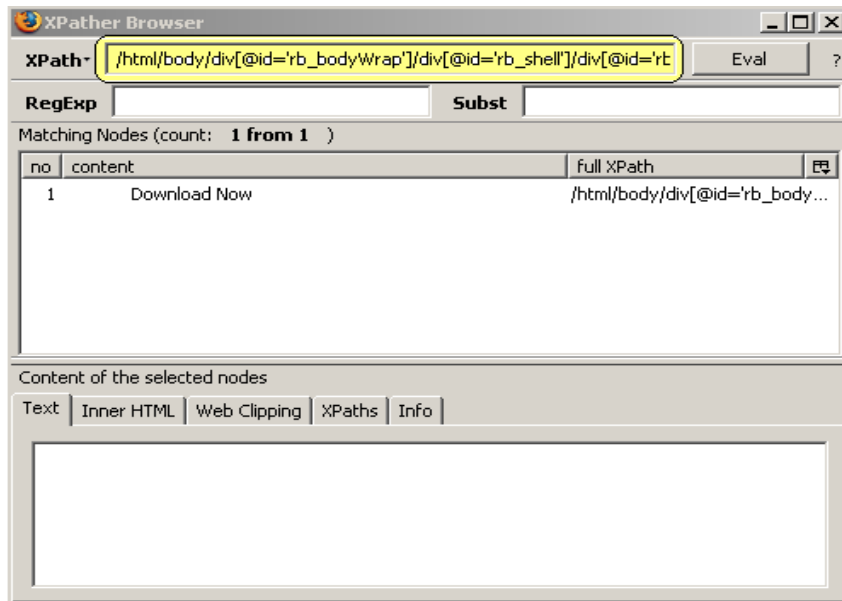 XPather Browser
XPath /html/body/div[@id='rb_bodyWrap']/div[@id='rb_shell']/div[@id='rt Eval ?
RegExp Subst
Matching Nodes (count: 1 from 1 )
no content full XPath
1 Download Now /html/body/div[@id='rb_body...
Content of the selected nodes
Text Inner HTML Web Clipping XPaths Info